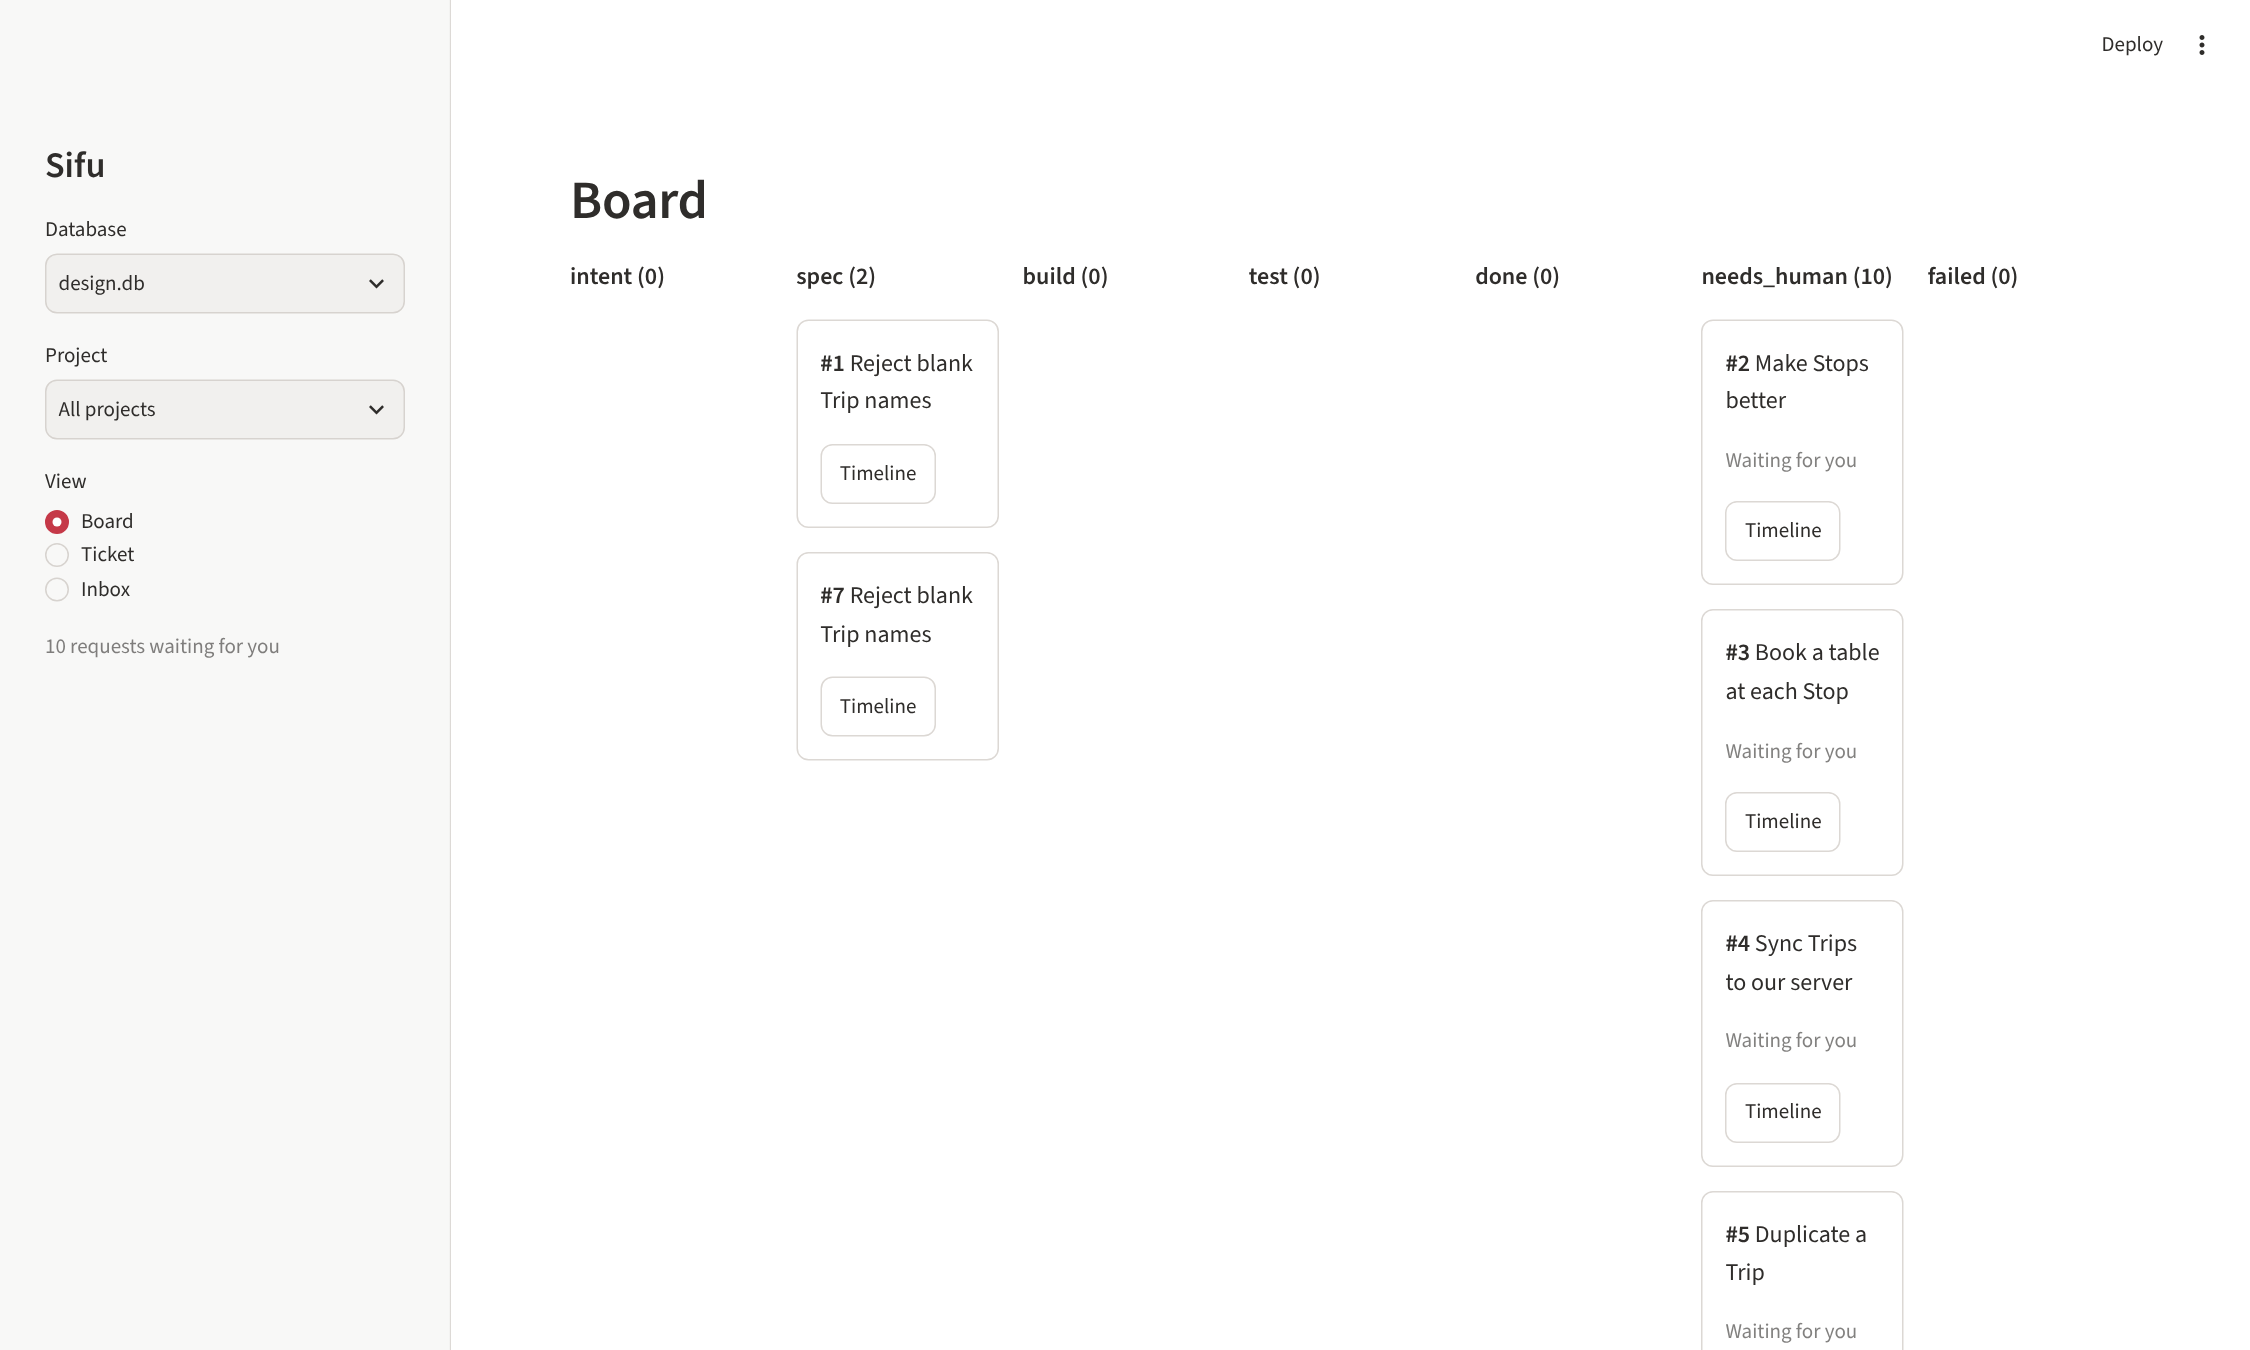 Deploy
Sifu
Database
design.db
Project
All projects
View
Board
Ticket
Inbox
10 requests waiting for you
Board
intent (0)
spec (2)
#1 Reject blank
Trip names
Timeline
#7 Reject blank
Trip names
Timeline
build (0)
test (0)
done (0)
needs_human (10)
#2 Make Stops
better
Waiting for you
Timeline
#3 Book a table
at each Stop
Waiting for you
Timeline
#4 Sync Trips
to our server
Waiting for you
Timeline
#5 Duplicate a
Trip
Waiting for you
failed (0)